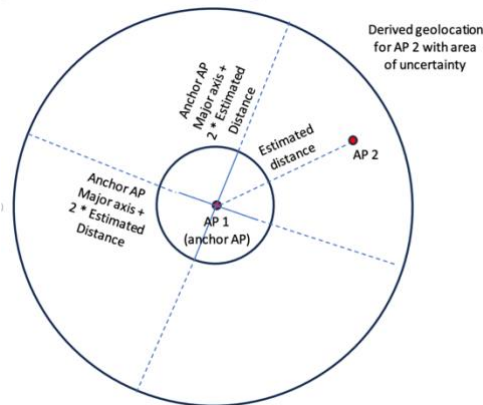 Derived geolocation
for AP 2 with area
of uncertainty
Anchor AP
Major axis +
2 * Estimated
Distance
Estimated
distance
AP 2
Anchor AP
Major axis +
2 * Estimated
Distance
AP 1
(anchor AP)